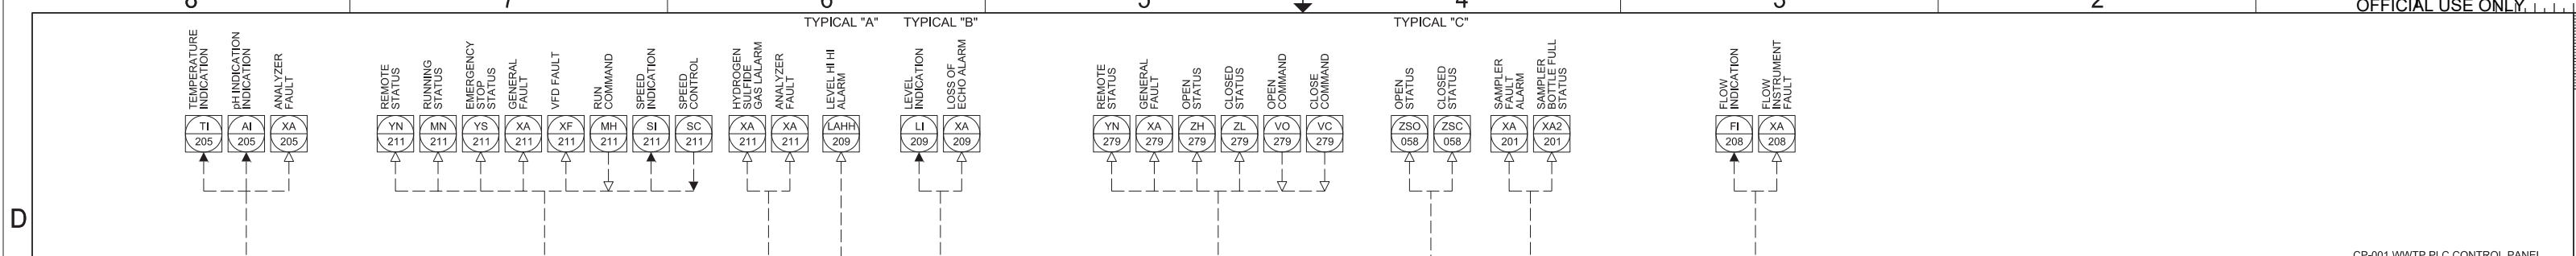 8 7 6 5 4 3 2
OFFICIAL USE ONLY
TYPICAL "A" TYPICAL "B" TYPICAL "C"
TEMPERATURE
INDICATION
pH INDICATION
INDICATION
ANALYZER
FAULT
REMOTE
STATUS
RUNNING
STATUS
EMERGENCY
STOP
STATUS
GENERAL
FAULT
VFD FAULT
RUN
COMMAND
SPEED
INDICATION
SPEED
CONTROL
HYDROGEN
SULFIDE
GAS LALARM
ANALYZER
FAULT
LEVEL HI HI
ALARM
LEVEL
INDICATION
LOSS OF
ECHO ALARM
REMOTE
STATUS
GENERAL
FAULT
OPEN
STATUS
CLOSED
STATUS
OPEN
COMMAND
CLOSE
COMMAND
OPEN
STATUS
CLOSED
STATUS
SAMPLER
FAULT
ALARM
SAMPLER
BOTTLE FULL
STATUS
FLOW
INDICATION
FLOW
INSTRUMENT
FAULT
TI AI XA YN MN YS XA XF MH SI SC XA XA LAHH LI XA YN XA ZH ZL VO VC ZSO ZSC XA XA2 FI XA
205 205 205 211 211 211 211 211 211 211 211 211 211 209 209 209 279 279 279 279 279 279 058 058 201 201 208 208
D
CP-001 WWTP PLC CONTROL PANEL